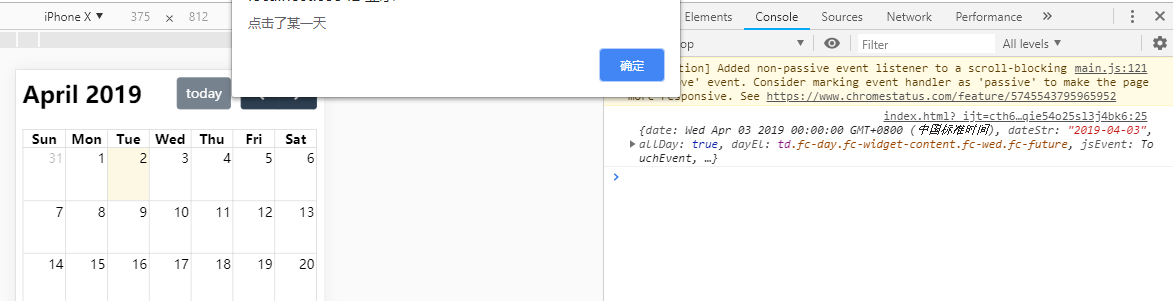 iPhone X ▼ 375 × 812
点击了某一天
确定
April 2019
today
Sun Mon Tue Wed Thu Fri Sat
31 1 2 3 4 5 6
7 8 9 10 11 12 13
14 15 16 17 18 19 20
Elements Console Sources Network Performance »
op ▼ Filter All levels ▼
ion] Added non-passive event listener to a scroll-blocking main.js:121
ive' event. Consider marking event handler as 'passive' to make the page
more responsive. See https://www.chromestatus.com/feature/5745543795965952
index.html?_ijt=cth6…qie54o25sl3j4bk6:25
{date: Wed Apr 03 2019 00:00:00 GMT+0800 (中国标准时间), dateStr: "2019-04-03",
▶ allDay: true, dayEl: td.fc-day.fc-widget-content.fc-wed.fc-future, jsEvent: To
uchEvent, …}